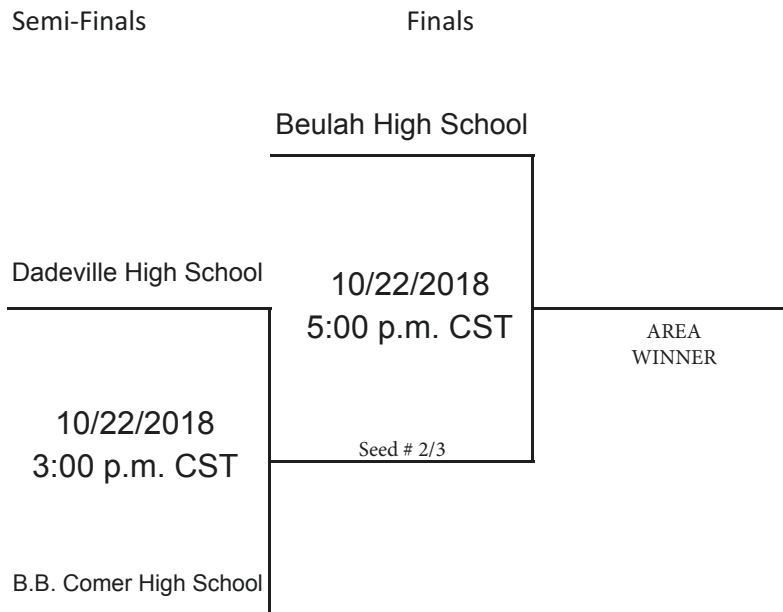 Semi-Finals
Finals
Beulah High School
Dadeville High School
10/22/2018
5:00 p.m. CST
AREA
WINNER
10/22/2018
3:00 p.m. CST
Seed # 2/3
B.B. Comer High School